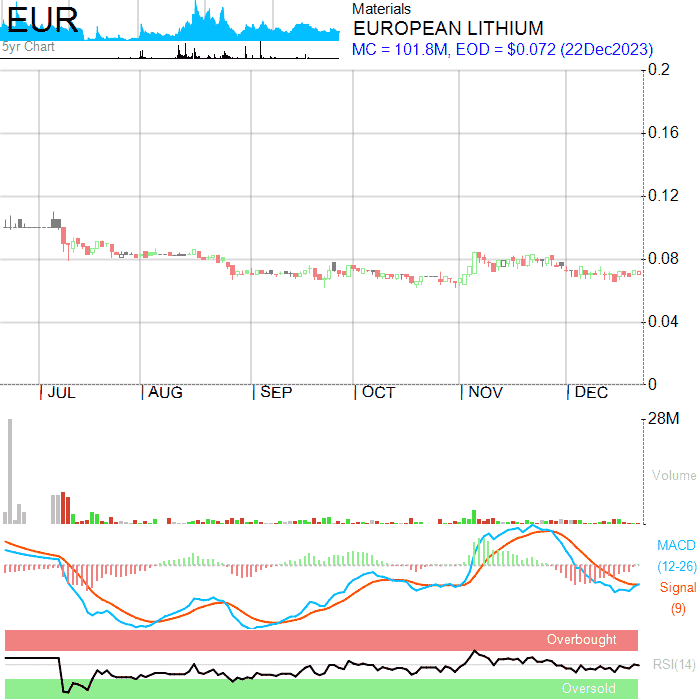 EUR
5yr Chart
Materials
EUROPEAN LITHIUM
MC = 101.8M, EOD = $0.072 (22Dec2023)
0.2
0.16
0.12
0.08
0.04
0
JUL AUG SEP OCT NOV DEC
28M
Volume
MACD
(12-26)
Signal
(9)
Overbought
RSI(14)
Oversold